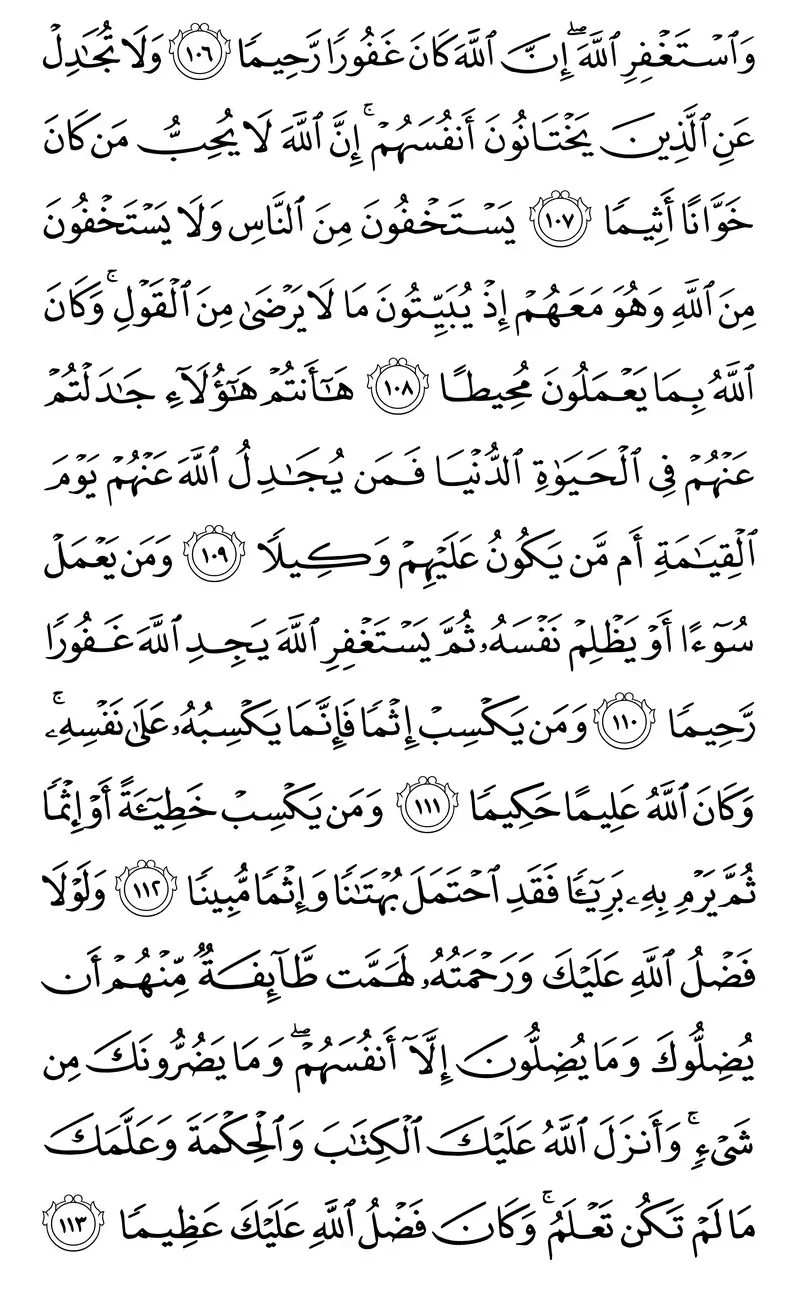 وَٱسۡتَغۡفِرِ ٱللَّهَۖ إِنَّ ٱللَّهَ كَانَ غَفُورٗا رَّحِيمٗا ١٠٦ وَلَا تُجَٰدِلۡ
عَنِ ٱلَّذِينَ يَخۡتَانُونَ أَنفُسَهُمۡۚ إِنَّ ٱللَّهَ لَا يُحِبُّ مَن كَانَ
خَوَّانًا أَثِيمٗا ١٠٧ يَسۡتَخۡفُونَ مِنَ ٱلنَّاسِ وَلَا يَسۡتَخۡفُونَ
مِنَ ٱللَّهِ وَهُوَ مَعَهُمۡ إِذۡ يُبَيِّتُونَ مَا لَا يَرۡضَىٰ مِنَ ٱلۡقَوۡلِۚ وَكَانَ
ٱللَّهُ بِمَا يَعۡمَلُونَ مُحِيطًا ١٠٨ هَٰٓأَنتُمۡ هَٰٓؤُلَآءِ جَٰدَلۡتُمۡ
عَنۡهُمۡ فِي ٱلۡحَيَوٰةِ ٱلدُّنۡيَا فَمَن يُجَٰدِلُ ٱللَّهَ عَنۡهُمۡ يَوۡمَ
ٱلۡقِيَٰمَةِ أَم مَّن يَكُونُ عَلَيۡهِمۡ وَكِيلٗا ١٠٩ وَمَن يَعۡمَلۡ
سُوٓءًا أَوۡ يَظۡلِمۡ نَفۡسَهُۥ ثُمَّ يَسۡتَغۡفِرِ ٱللَّهَ يَجِدِ ٱللَّهَ غَفُورٗا
رَّحِيمٗا ١١٠ وَمَن يَكۡسِبۡ إِثۡمٗا فَإِنَّمَا يَكۡسِبُهُۥ عَلَىٰ نَفۡسِهِۦۚ
وَكَانَ ٱللَّهُ عَلِيمًا حَكِيمٗا ١١١ وَمَن يَكۡسِبۡ خَطِيٓـَٔةً أَوۡ إِثۡمٗا
ثُمَّ يَرۡمِ بِهِۦ بَرِيٓـٔٗا فَقَدِ ٱحۡتَمَلَ بُهۡتَٰنٗا وَإِثۡمٗا مُّبِينٗا ١١٢ وَلَوۡلَا
فَضۡلُ ٱللَّهِ عَلَيۡكَ وَرَحۡمَتُهُۥ لَهَمَّت طَّآئِفَةٞ مِّنۡهُمۡ أَن
يُضِلُّوكَ وَمَا يُضِلُّونَ إِلَّآ أَنفُسَهُمۡۖ وَمَا يَضُرُّونَكَ مِن
شَيۡءٖۚ وَأَنزَلَ ٱللَّهُ عَلَيۡكَ ٱلۡكِتَٰبَ وَٱلۡحِكۡمَةَ وَعَلَّمَكَ
مَا لَمۡ تَكُن تَعۡلَمُۚ وَكَانَ فَضۡلُ ٱللَّهِ عَلَيۡكَ عَظِيمٗا ١١٣